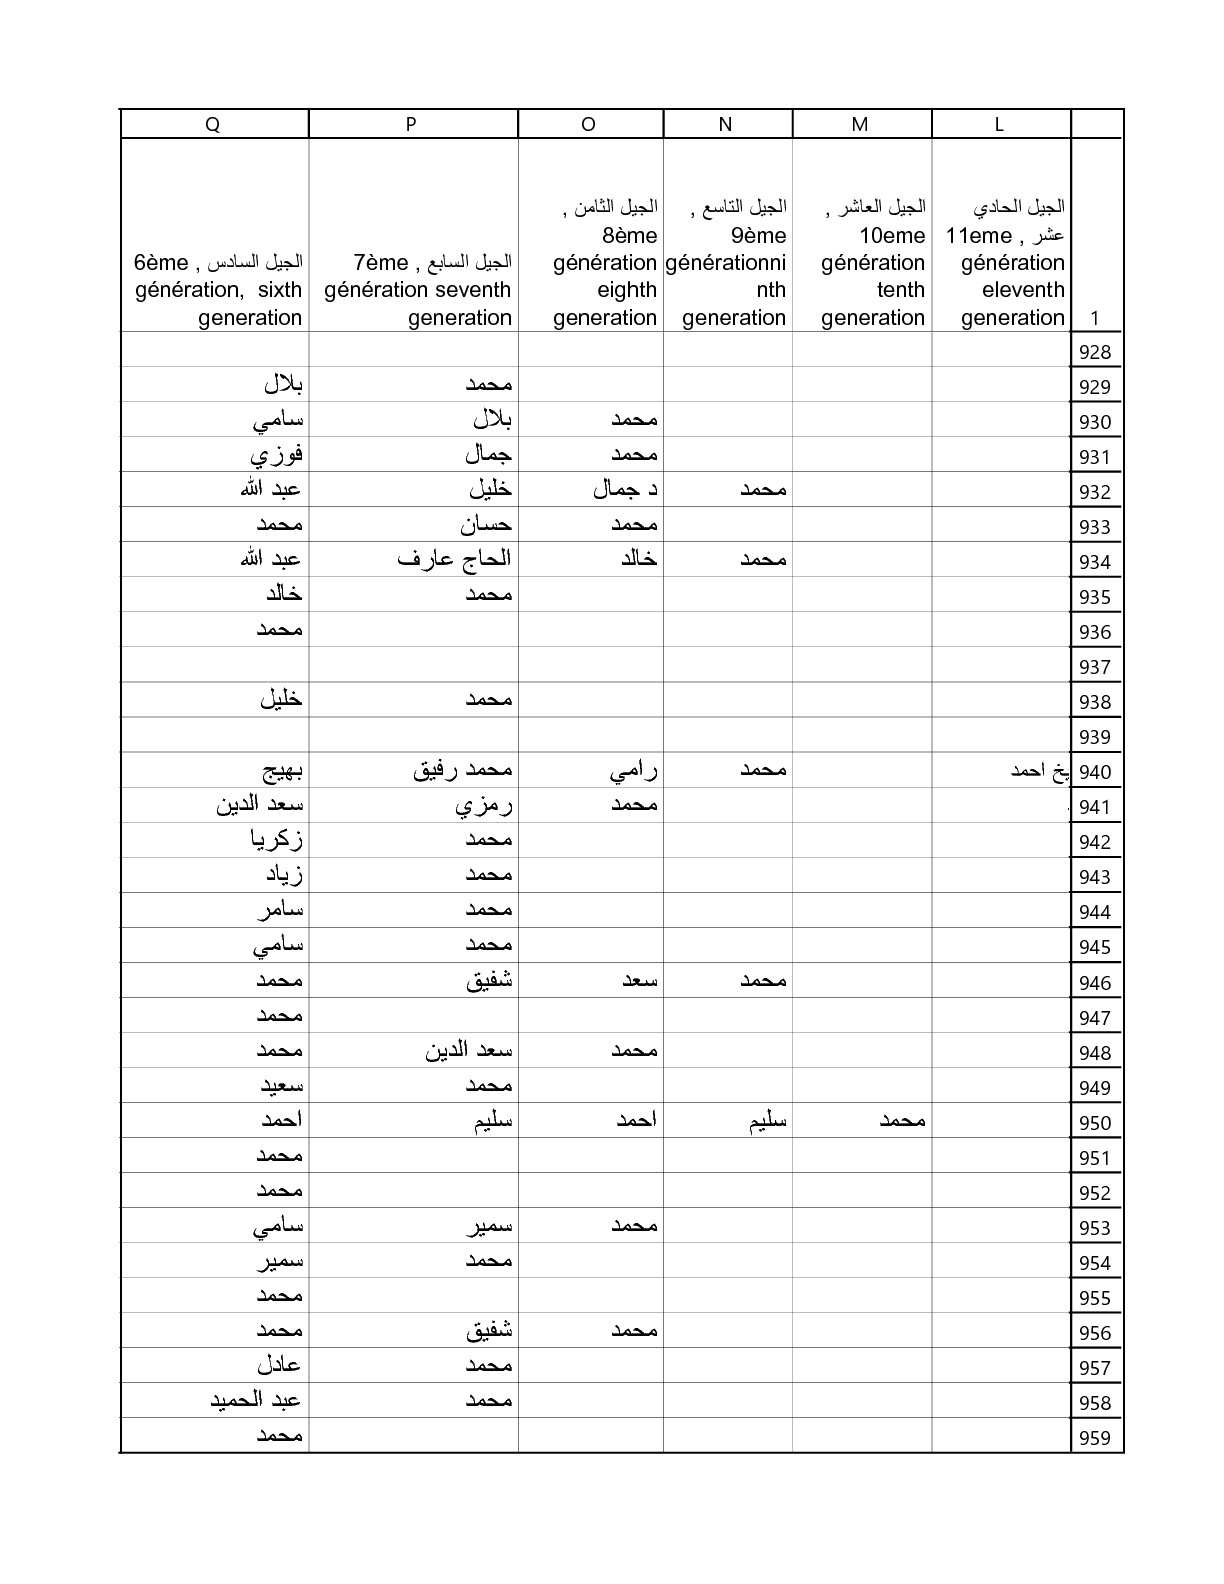 Q P O N M L
الجيل السادس , 6ème génération, sixth generation
الجيل السابع , 7ème génération seventh generation
الجيل الثامن , 8ème génération eighth generation
الجيل التاسع , 9ème générationni nth generation
الجيل العاشر , 10eme génération tenth generation
الجيل الحادي عشر , 11eme génération eleventh generation
1
928
929 محمد بلال
930 محمد بلال سامي
931 محمد جمال فوزي
932 محمد د جمال خليل عبد الله
933 محمد حسان محمد
934 محمد خالد الحاج عارف عبد الله
935 محمد خالد
936 محمد
937
938 محمد خليل
939
940 يخ احمد محمد رامي محمد رفيق بهيج
941 محمد رمزي سعد الدين
942 محمد زكريا
943 محمد زياد
944 محمد سامر
945 محمد سامي
946 محمد سعد شفيق محمد
947 محمد
948 محمد سعد الدين محمد
949 محمد سعيد
950 محمد سليم احمد سليم احمد
951 محمد
952 محمد
953 محمد سمير سامي
954 محمد سمير
955 محمد
956 محمد شفيق محمد
957 محمد عادل
958 محمد عبد الحميد
959 محمد